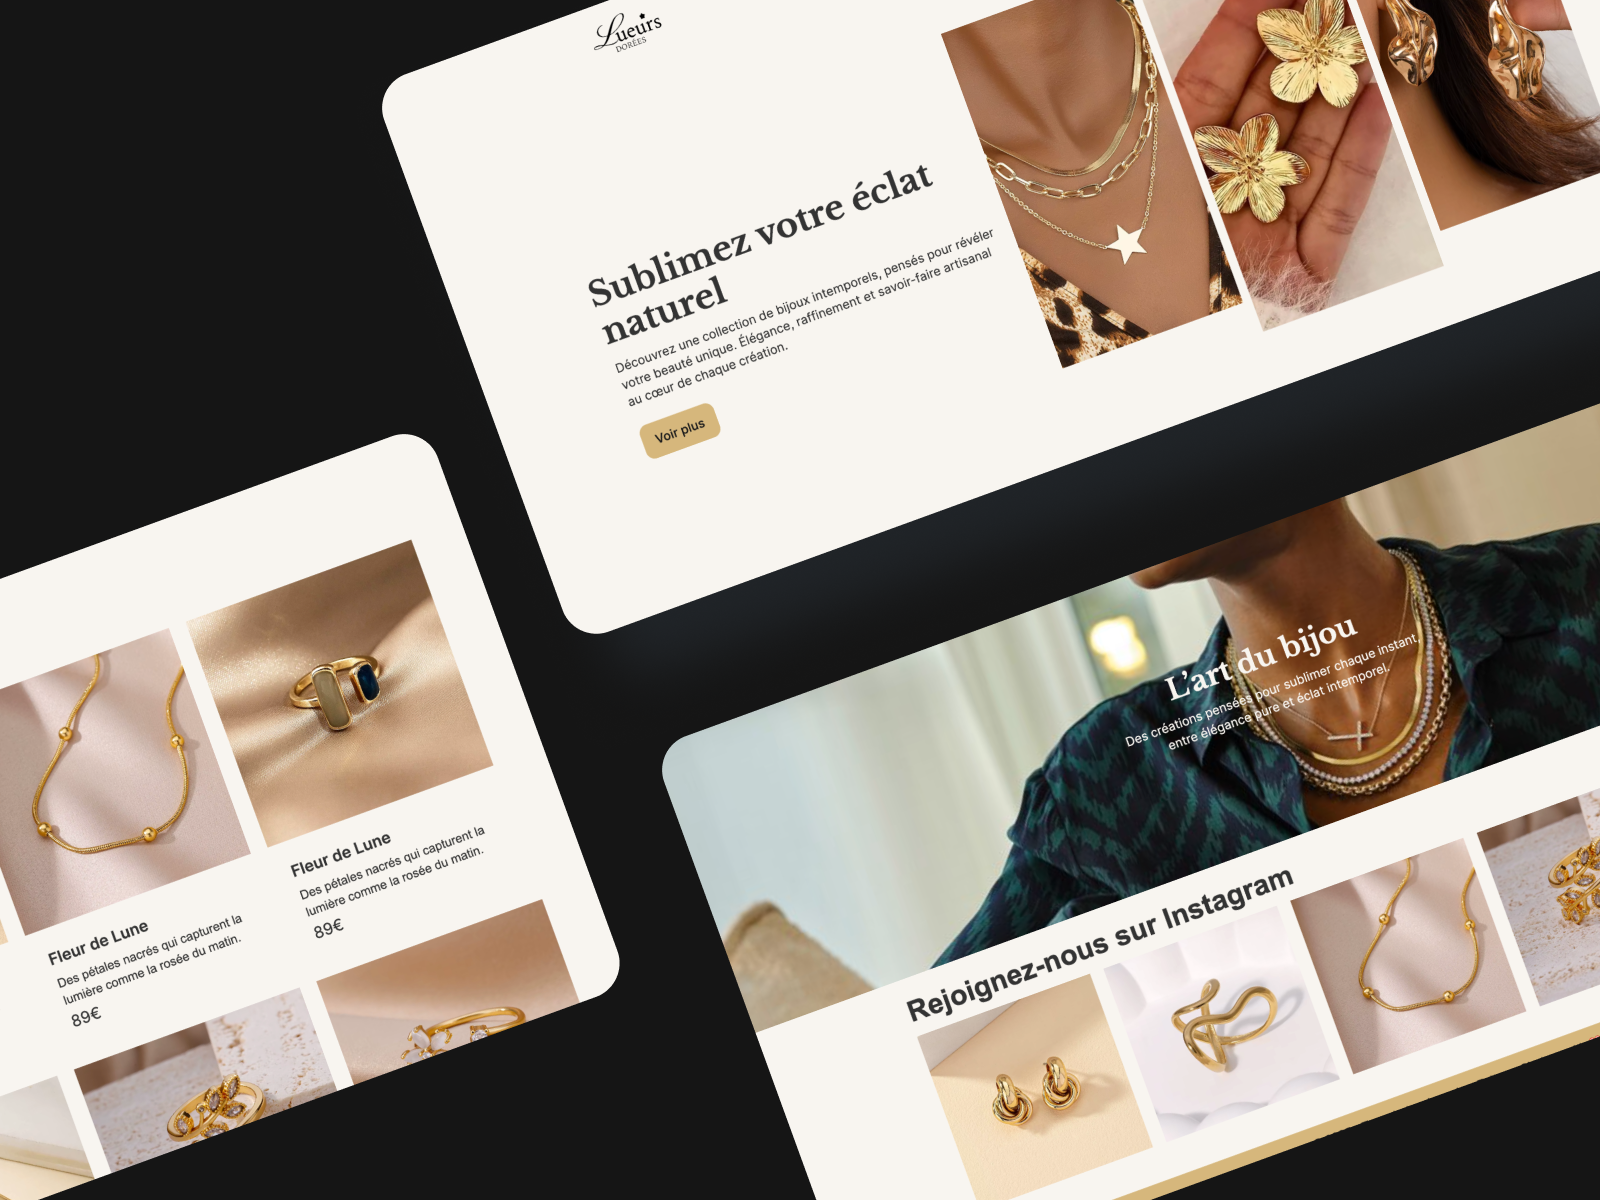 Lueurs
DORÉES
Sublimez votre éclat
naturel
Découvrez une collection de bijoux intemporels, pensés pour révéler
votre beauté unique. Élégance, raffinement et savoir-faire artisanal
au cœur de chaque création.
Voir plus
Fleur de Lune
Des pétales nacrés qui capturent la
lumière comme la rosée du matin.
89€
Fleur de Lune
Des pétales nacrés qui capturent la
lumière comme la rosée du matin.
89€
L'art du bijou
Des créations pensées pour sublimer chaque instant,
entre élégance pure et éclat intemporel.
Rejoignez-nous sur Instagram